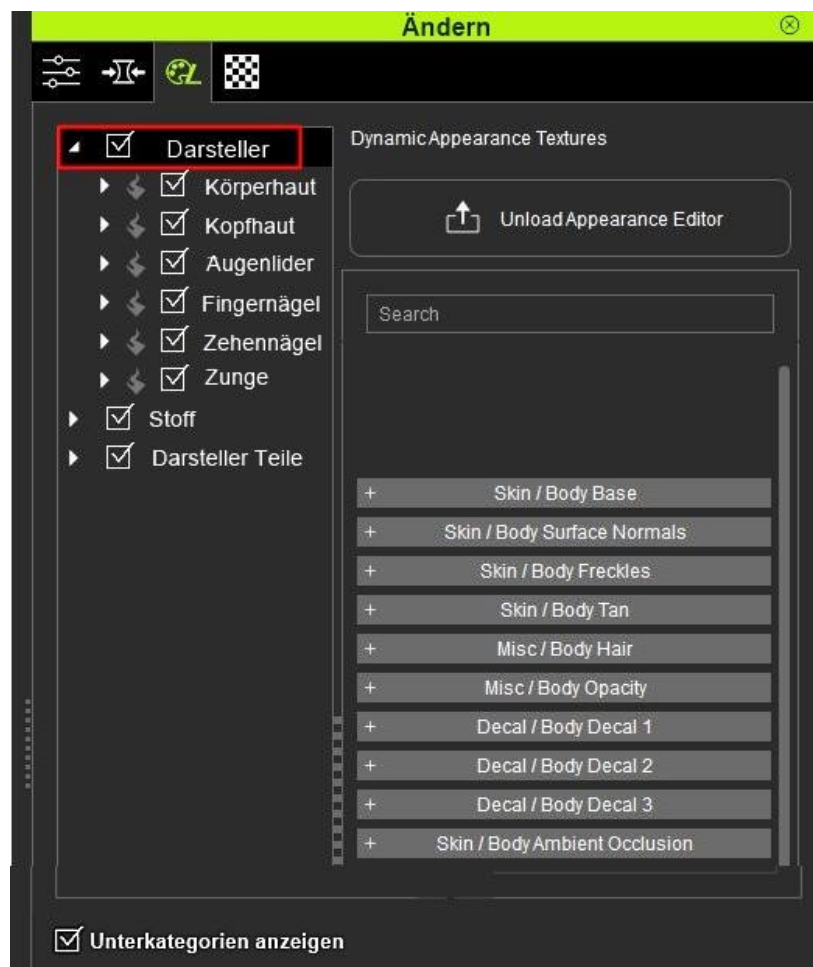 Ändern
Darsteller
Körperhaut
Kopfhaut
Augenlider
Fingernägel
Zehennägel
Zunge
Stoff
Darsteller Teile
Dynamic Appearance Textures
Unload Appearance Editor
Search
+ Skin / Body Base
+ Skin / Body Surface Normals
+ Skin / Body Freckles
+ Skin / Body Tan
+ Misc / Body Hair
+ Misc / Body Opacity
+ Decal / Body Decal 1
+ Decal / Body Decal 2
+ Decal / Body Decal 3
+ Skin / Body Ambient Occlusion
Unterkategorien anzeigen